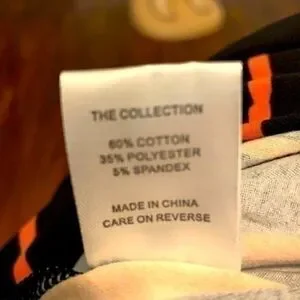 THE COLLECTION
60% COTTON
35% POLYESTER
5% SPANDEX
MADE IN CHINA
CARE ON REVERSE